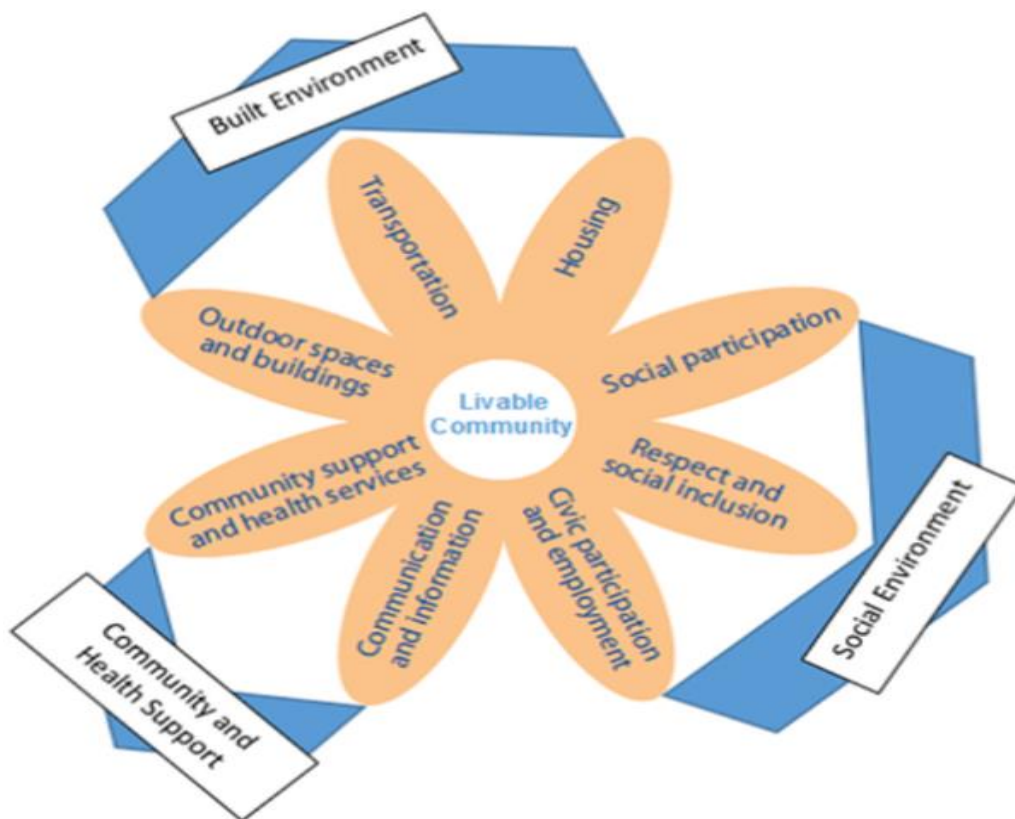 Built Environment
Transportation
Housing
Outdoor spaces
and buildings
Social participation
Livable
Community
Respect and
social inclusion
Community support
and health services
Communication
and information
Civic participation
and employment
Social Environment
Community and
Health Support